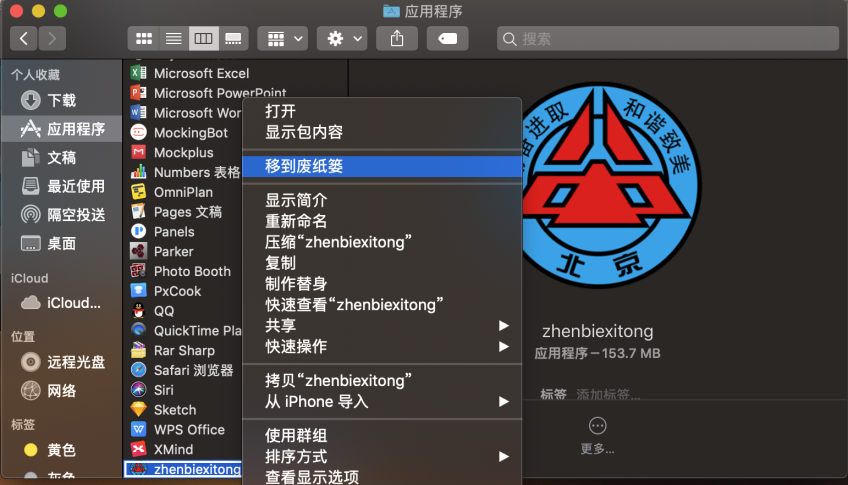 应用程序
搜索
个人收藏
下载
应用程序
文稿
最近使用
隔空投送
桌面
iCloud
iCloud...
位置
远程光盘
网络
标签
黄色
灰色
Microsoft Excel
Microsoft PowerPoint
Microsoft Wor
MockingBot
Mockplus
Numbers 表格
OmniPlan
Pages 文稿
Panels
Parker
Photo Booth
PxCook
QQ
QuickTime Pla
Rar Sharp
Safari 浏览器
Siri
Sketch
WPS Office
XMind
zhenbiexitong
打开
显示包内容
移到废纸篓
显示简介
重新命名
压缩“zhenbiexitong”
复制
制作替身
快速查看“zhenbiexitong”
共享
快速操作
拷贝“zhenbiexitong”
从 iPhone 导入
使用群组
排序方式
查看显示选项
进取
和谐致美
北京
zhenbiexitong
应用程序 – 153.7 MB
标签 添加标签...
更多...